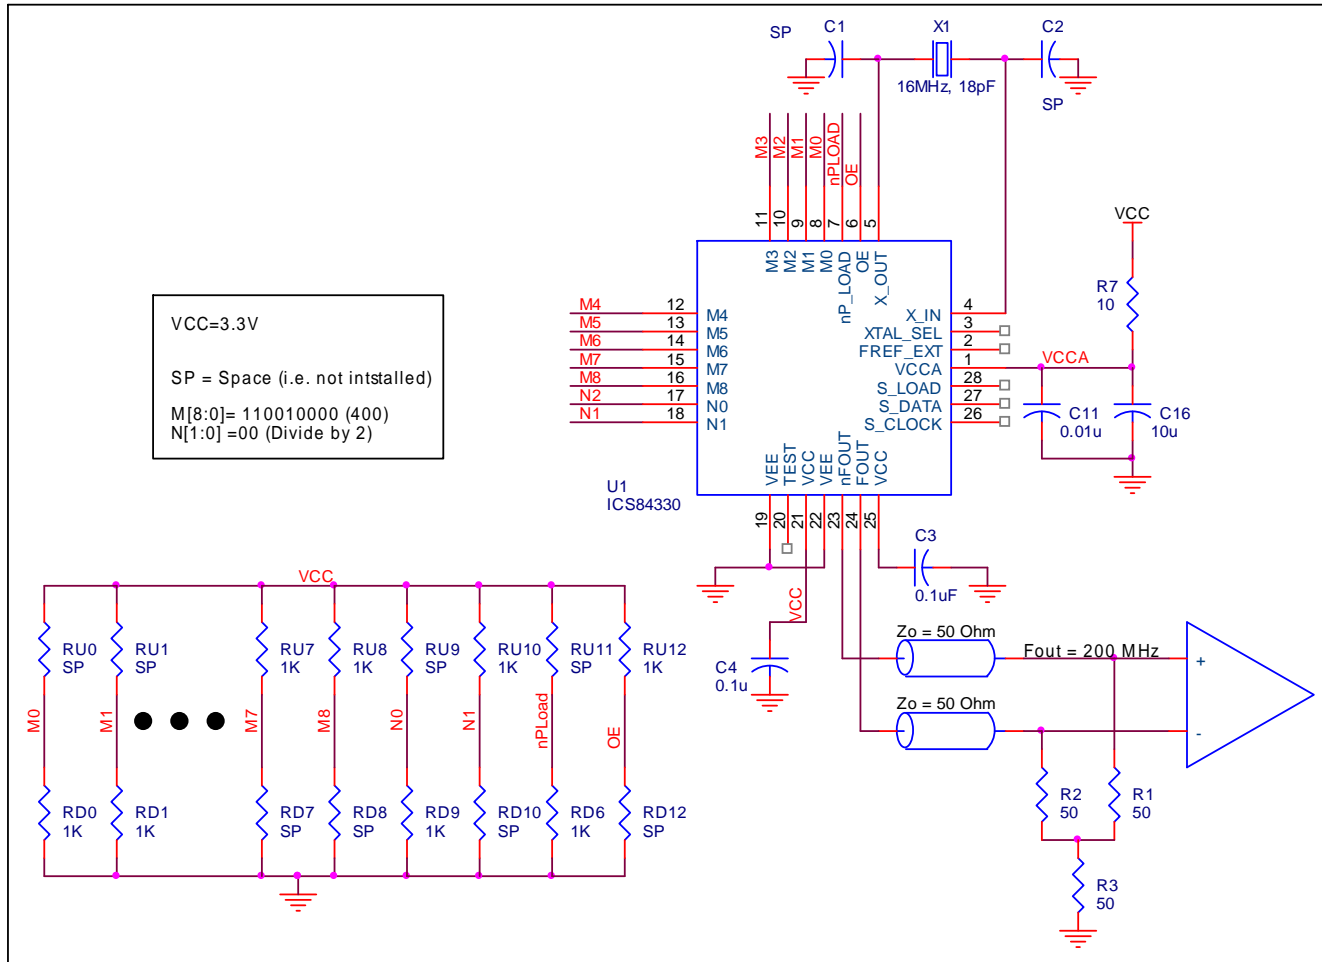 SP
C1
X1
C2
16MHz, 18pF
SP
M3
M2
M1
M0
nPLOAD
OE
11
10
9
8
7
6
5
M3
M2
M1
M0
nP_LOAD
OE
X_OUT
VCC
R7
10
VCC=3.3V
SP = Space (i.e. not intstalled)
M[8:0]= 110010000 (400)
N[1:0] =00 (Divide by 2)
M4 12 M4
M5 13 M5
M6 14 M6
M7 15 M7
M8 16 M8
N2 17 N0
N1 18 N1
X_IN 4
XTAL_SEL 3
FREF_EXT 2
VCCA 1 VCCA
S_LOAD 28
S_DATA 27
S_CLOCK 26
C11
0.01u
C16
10u
VEE
TEST
VCC
VEE
nFOUT
FOUT
VCC
U1
ICS84330
19
20
21
22
23
24
25
C3
0.1uF
VCC
C4
0.1u
VCC
RU0
SP
RU1
SP
RU7
1K
RU8
1K
RU9
SP
RU10
1K
RU11
SP
RU12
1K
M0
M1
M7
M8
N0
N1
nPLoad
OE
RD0
1K
RD1
1K
RD7
SP
RD8
SP
RD9
1K
RD10
SP
RD6
1K
RD12
SP
Zo = 50 Ohm
Fout = 200 MHz
Zo = 50 Ohm
+
-
R2
50
R1
50
R3
50